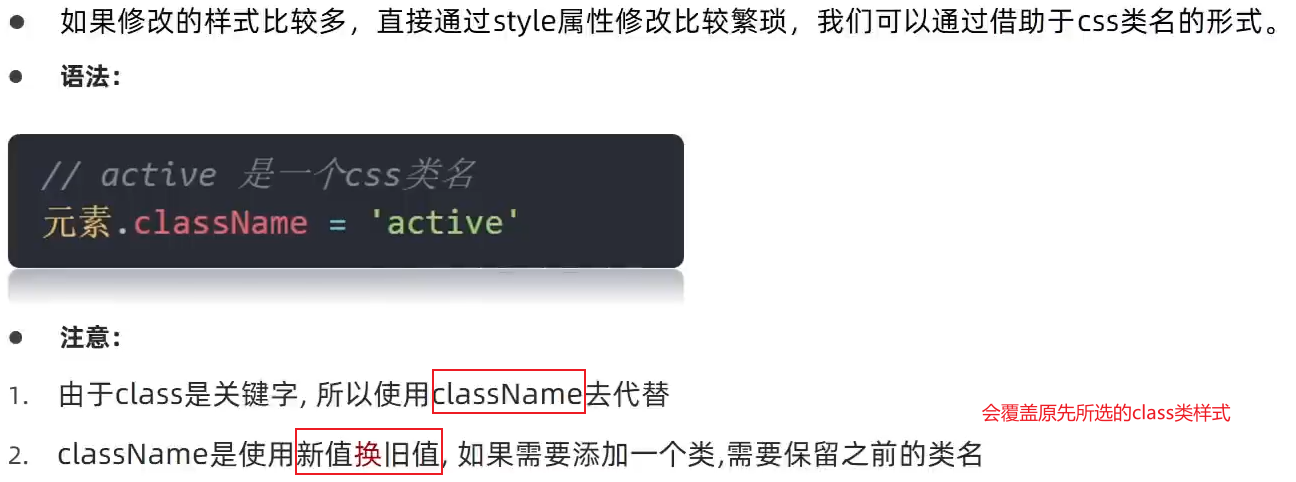 ● 如果修改的样式比较多，直接通过style属性修改比较繁琐，我们可以通过借助于css类名的形式。
● 语法：
// active 是一个css类名
元素.className = 'active'
● 注意：
1. 由于class是关键字, 所以使用className去代替
会覆盖原先所选的class类样式
2. className是使用新值换旧值, 如果需要添加一个类,需要保留之前的类名